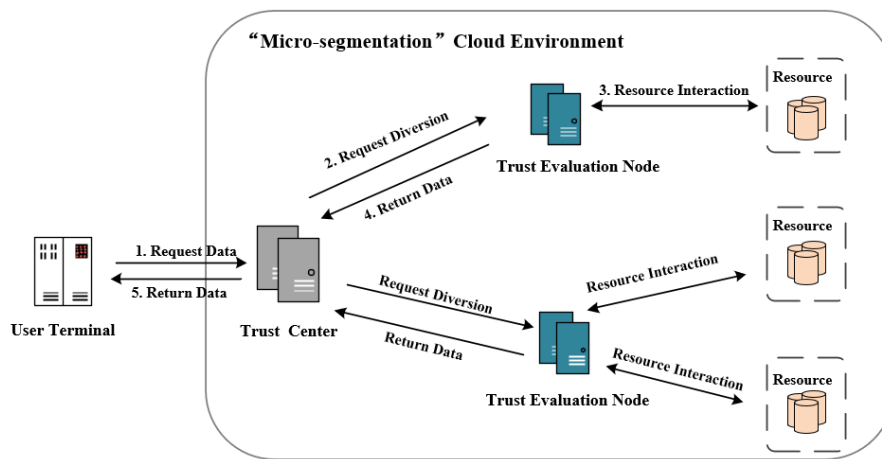 “Micro-segmentation” Cloud Environment
Resource
3. Resource Interaction
2. Request Diversion
Trust Evaluation Node
4. Return Data
Resource
1. Request Data
Resource Interaction
5. Return Data
Request Diversion
User Terminal
Trust Center
Return Data
Resource Interaction
Resource
Trust Evaluation Node